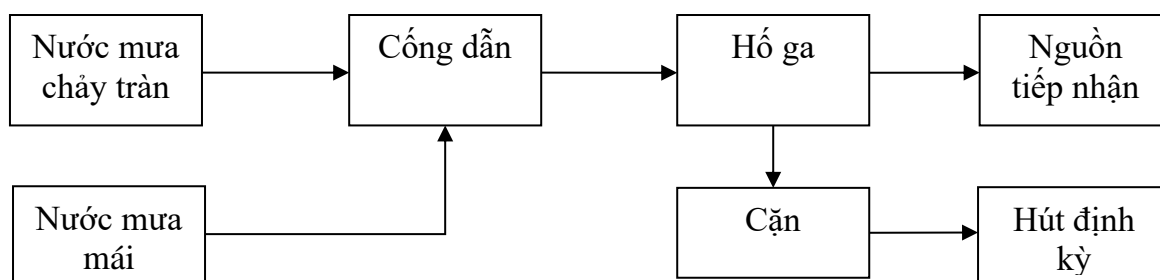 Nước mưa
chảy tràn
Cống dẫn
Hố ga
Nguồn
tiếp nhận
Nước mưa
mái
Cặn
Hút định
kỳ